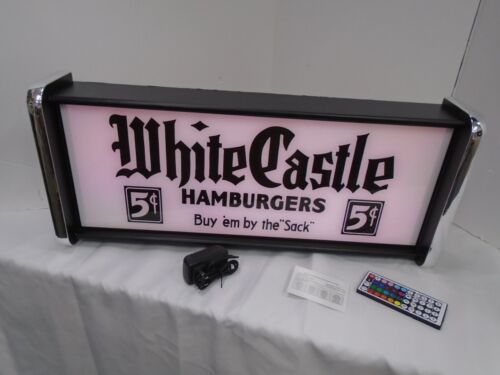 White Castle
HAMBURGERS
5¢ 5¢
Buy 'em by the "Sack"